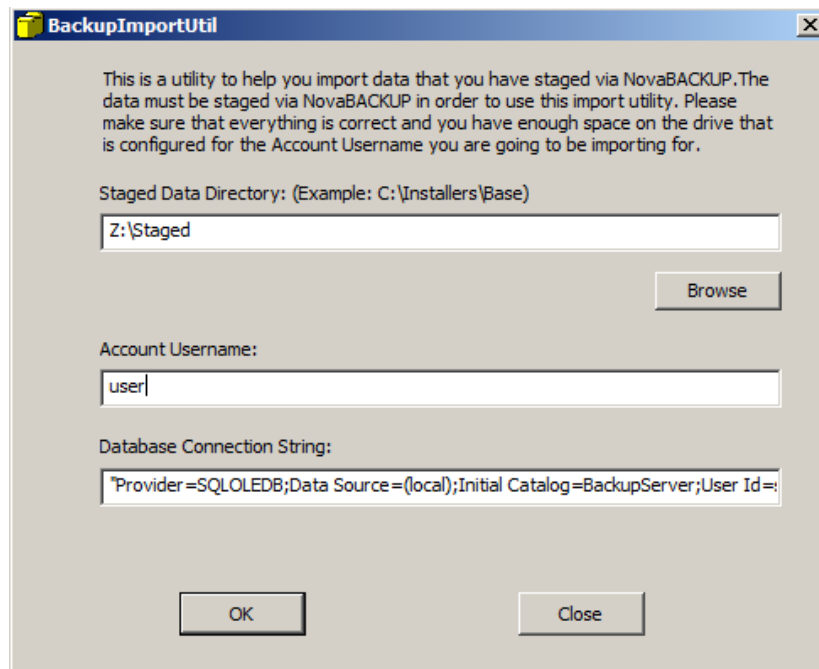 BackupImportUtil
This is a utility to help you import data that you have staged via NovaBACKUP.The
data must be staged via NovaBACKUP in order to use this import utility. Please
make sure that everything is correct and you have enough space on the drive that
is configured for the Account Username you are going to be importing for.
Staged Data Directory: (Example: C:\Installers\Base)
Z:\Staged
Browse
Account Username:
user
Database Connection String:
"Provider=SQLOLEDB;Data Source=(local);Initial Catalog=BackupServer;User Id=
OK
Close